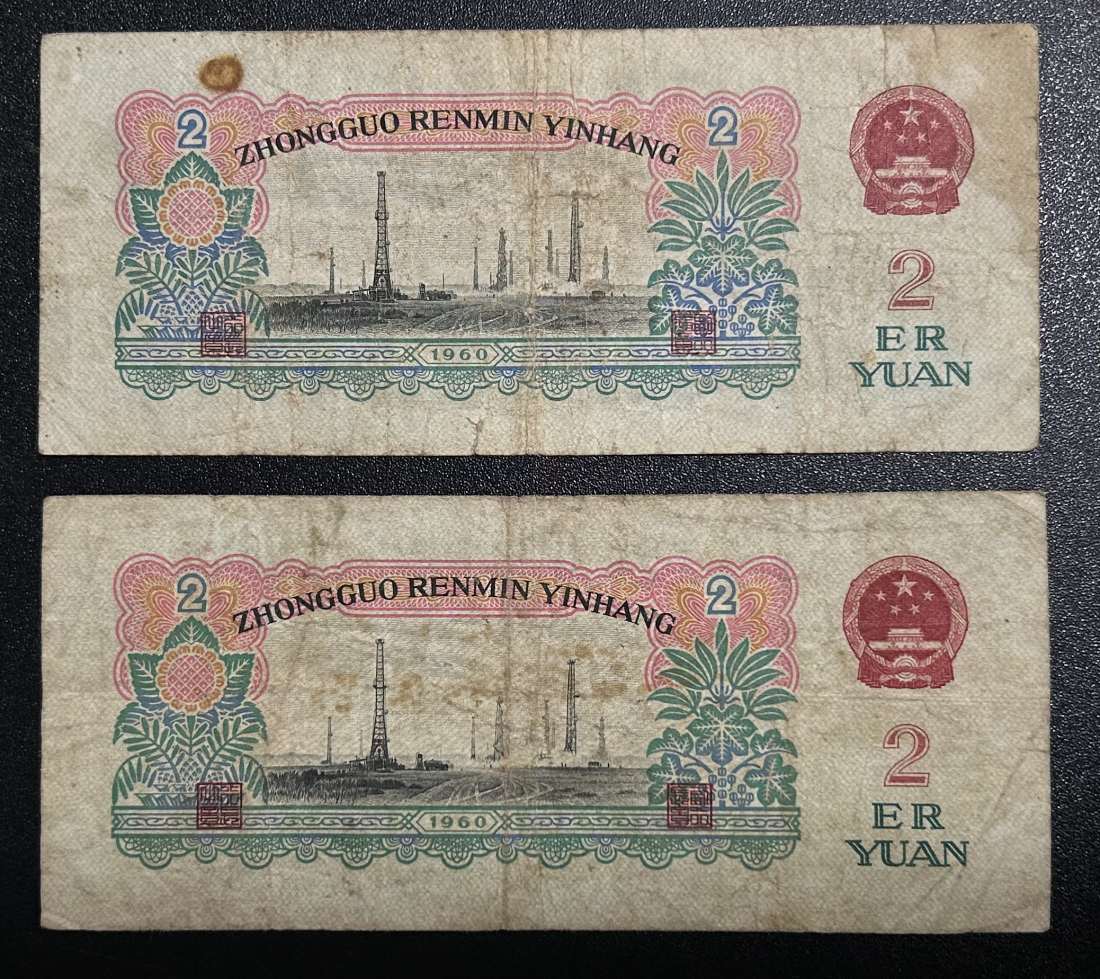 2 2
ZHONGGUO RENMIN YINHANG
2
ER
YUAN
1960
2 2
ZHONGGUO RENMIN YINHANG
2
ER
YUAN
1960